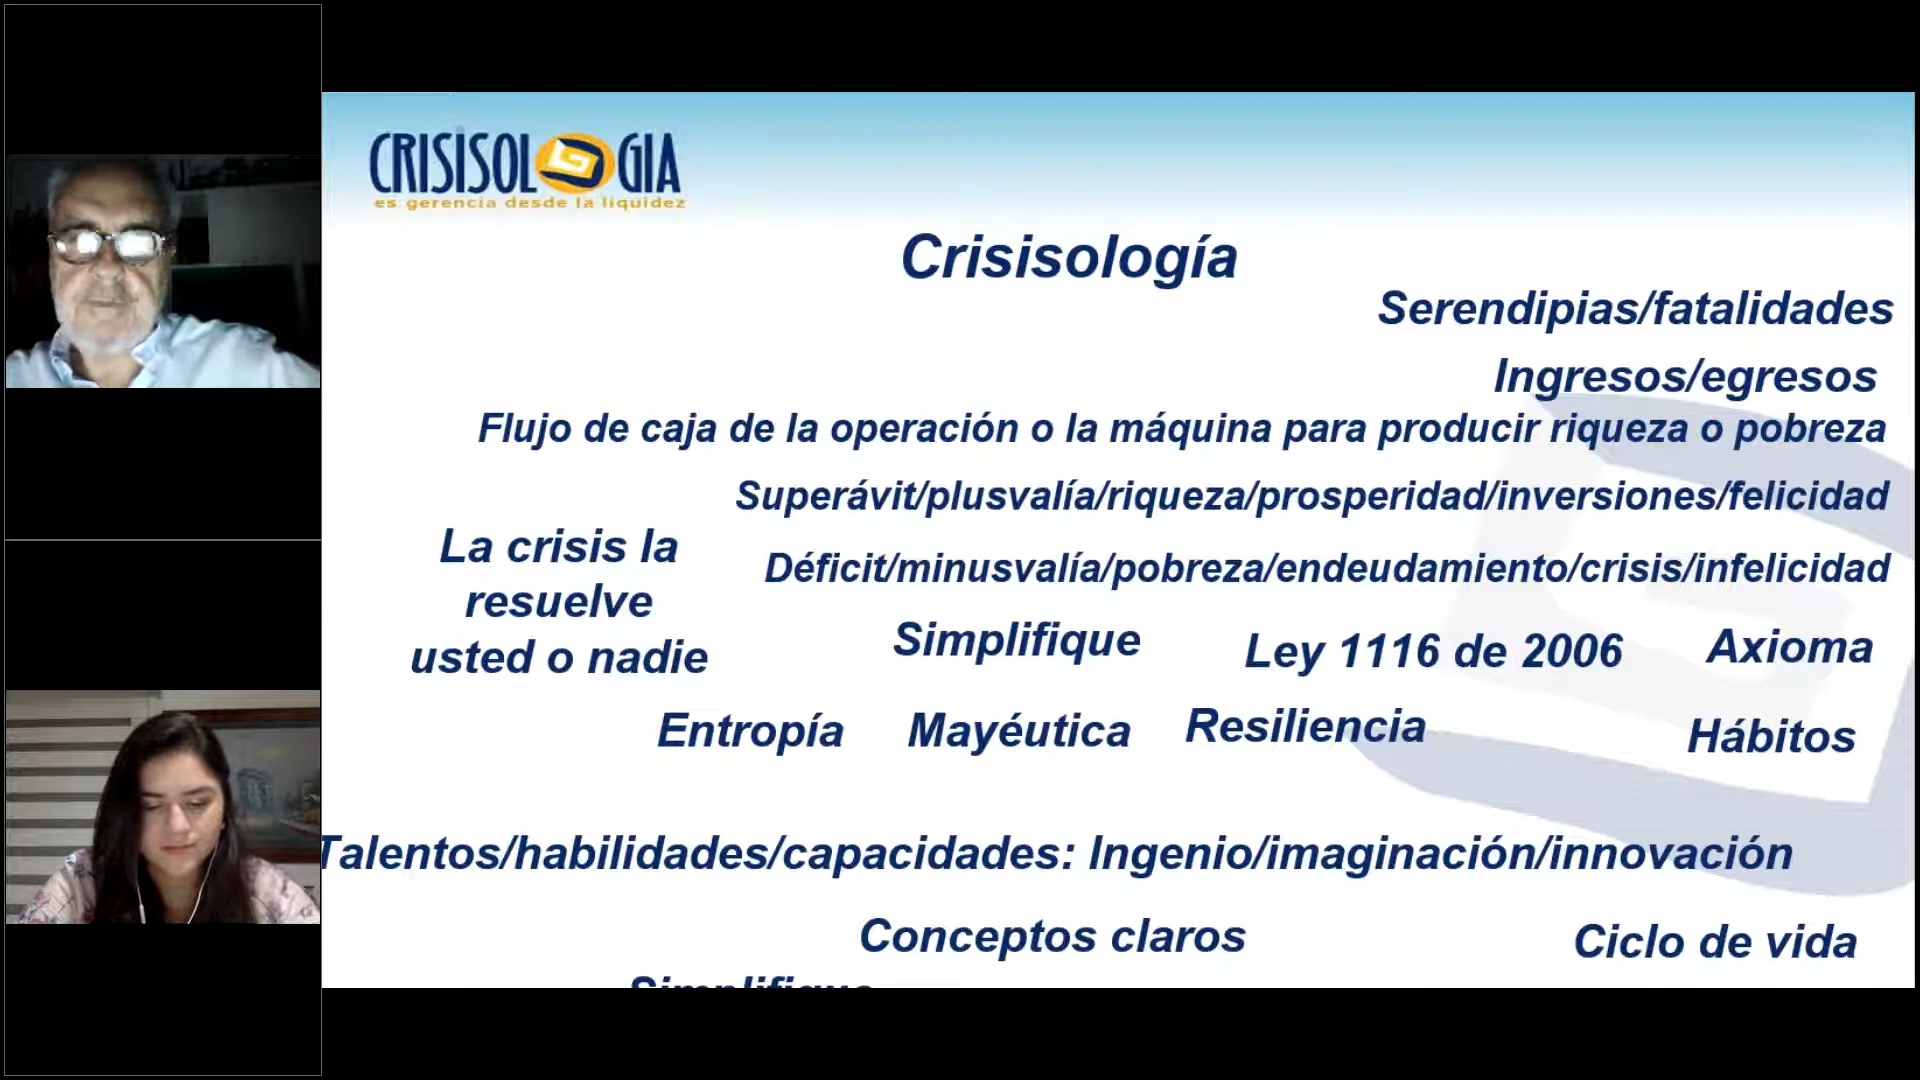 CRISISOLOGIA
es gerencia desde la liquidez
Crisisología
Serendipias/fatalidades
Ingresos/egresos
Flujo de caja de la operación o la máquina para producir riqueza o pobreza
Superávit/plusvalía/riqueza/prosperidad/inversiones/felicidad
La crisis la
resuelve
usted o nadie
Déficit/minusvalía/pobreza/endeudamiento/crisis/infelicidad
Simplifique
Ley 1116 de 2006
Axioma
Entropía
Mayéutica
Resiliencia
Hábitos
Talentos/habilidades/capacidades: Ingenio/imaginación/innovación
Conceptos claros
Ciclo de vida
Simplifique